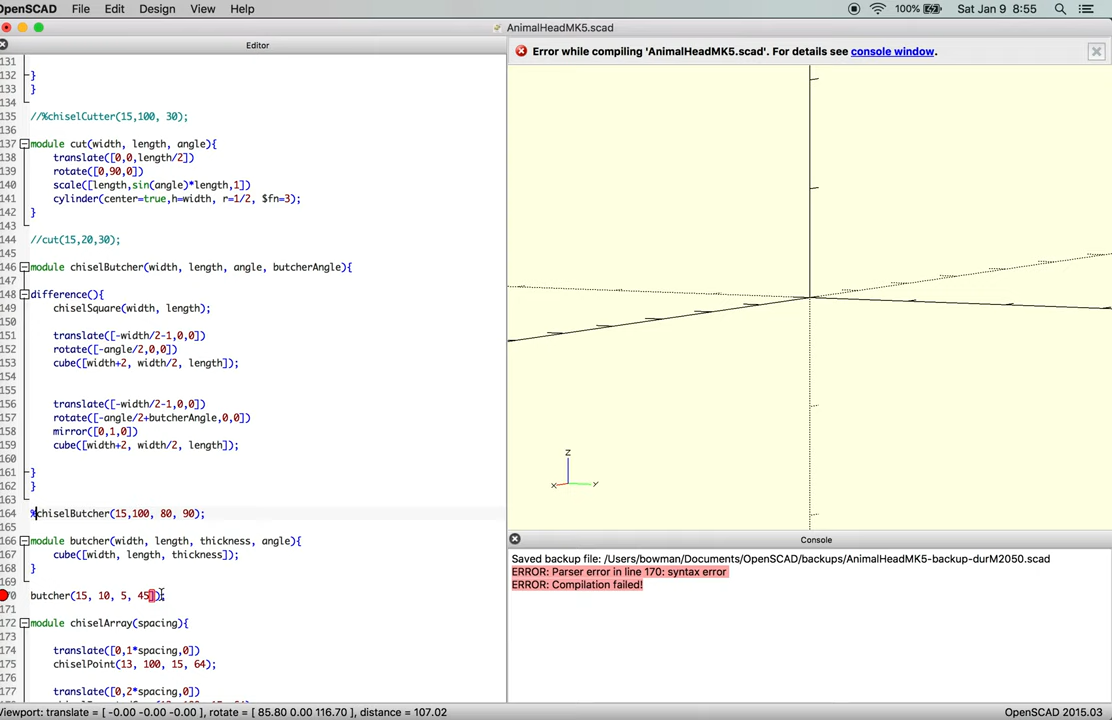 OpenSCAD File Edit Design View Help 100% Sat Jan 9 8:55
AnimalHeadMK5.scad
Editor
Error while compiling 'AnimalHeadMK5.scad'. For details see console window.
131
132 }
133 }
134
135 //%chiselCutter(15,100, 30);
136
137 module cut(width, length, angle){
138 translate([0,0,length/2])
139 rotate([0,90,0])
140 scale([length,sin(angle)*length,1])
141 cylinder(center=true,h=width, r=1/2, $fn=3);
142 }
143
144 //cut(15,20,30);
145
146 module chiselButcher(width, length, angle, butcherAngle){
147
148 difference(){
149 chiselSquare(width, length);
150
151 translate([-width/2-1,0,0])
152 rotate([-angle/2,0,0])
153 cube([width+2, width/2, length]);
154
155
156 translate([-width/2-1,0,0])
157 rotate([-angle/2+butcherAngle,0,0])
158 mirror([0,1,0])
159 cube([width+2, width/2, length]);
160
161 }
162 }
163
164 %chiselButcher(15,100, 80, 90);
165
166 module butcher(width, length, thickness, angle){
167 cube([width, length, thickness]);
168 }
169
70 butcher(15, 10, 5, 45]);
171
172 module chiselArray(spacing){
173
174 translate([0,1*spacing,0])
175 chiselPoint(13, 100, 15, 64);
176
177 translate([0,2*spacing,0])
Z
X Y
Console
Saved backup file: /Users/bowman/Documents/OpenSCAD/backups/AnimalHeadMK5-backup-durM2050.scad
ERROR: Parser error in line 170: syntax error
ERROR: Compilation failed!
Viewport: translate = [ -0.00 -0.00 -0.00 ], rotate = [ 85.80 0.00 116.70 ], distance = 107.02
OpenSCAD 2015.03